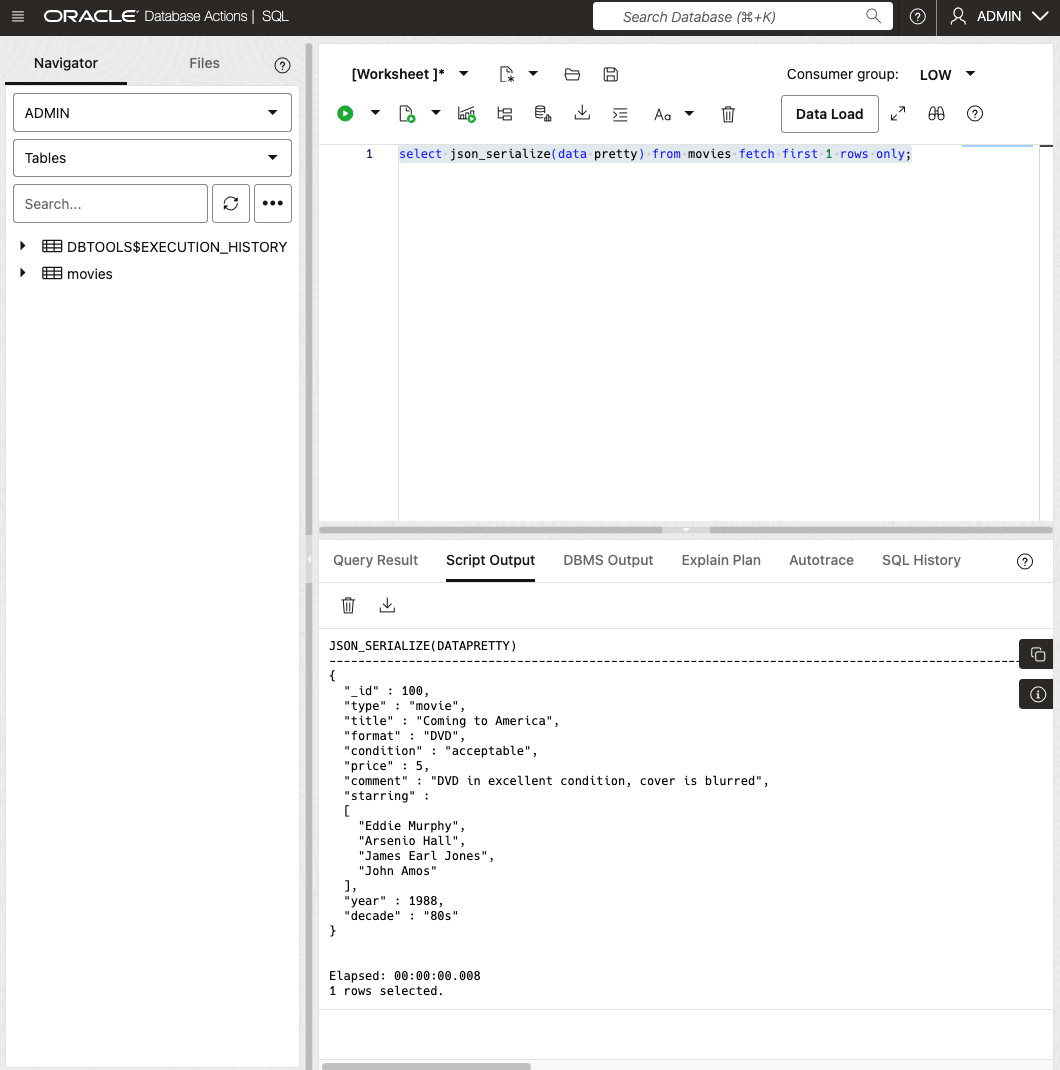 ORACLE Database Actions | SQL
Search Database (⌘+K)
ADMIN
Navigator
Files
ADMIN
Tables
Search...
DBTOOLS$EXECUTION_HISTORY
movies
[Worksheet ]*
Consumer group: LOW
Aa
Data Load
1 select json_serialize(data pretty) from movies fetch first 1 rows only;
Query Result Script Output DBMS Output Explain Plan Autotrace SQL History
JSON_SERIALIZE(DATAPRETTY)
--------------------------------------------------------------------------------
{
  "_id" : 100,
  "type" : "movie",
  "title" : "Coming to America",
  "format" : "DVD",
  "condition" : "acceptable",
  "price" : 5,
  "comment" : "DVD in excellent condition, cover is blurred",
  "starring" :
  [
    "Eddie Murphy",
    "Arsenio Hall",
    "James Earl Jones",
    "John Amos"
  ],
  "year" : 1988,
  "decade" : "80s"
}
Elapsed: 00:00:00.008
1 rows selected.